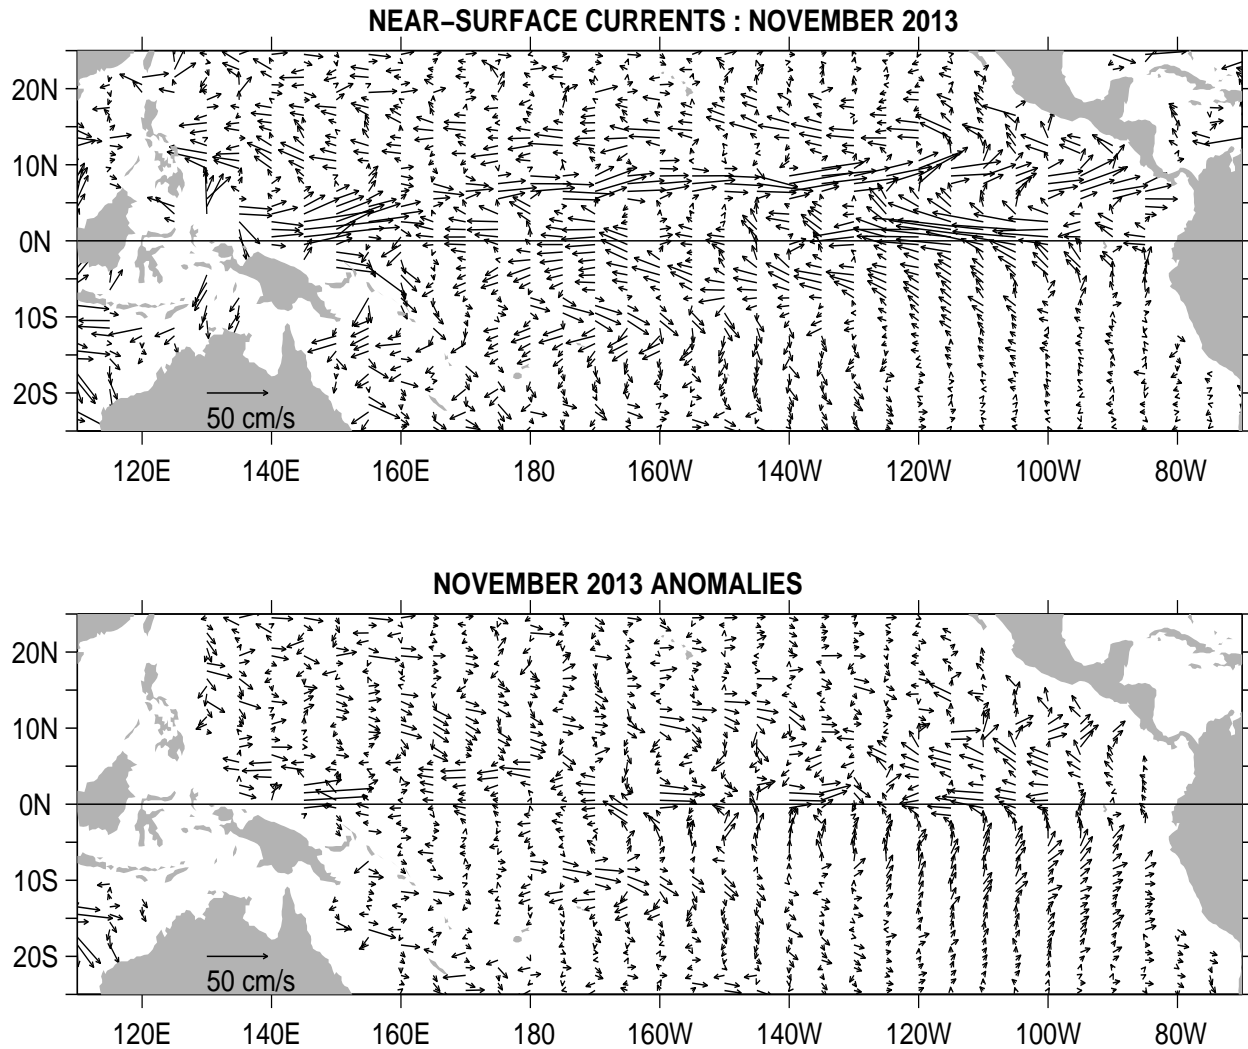 NEAR−SURFACE CURRENTS : NOVEMBER 2013
20N
10N
0N
10S
20S
50 cm/s
120E 140E 160E 180 160W 140W 120W 100W 80W
NOVEMBER 2013 ANOMALIES
20N
10N
0N
10S
20S
50 cm/s
120E 140E 160E 180 160W 140W 120W 100W 80W